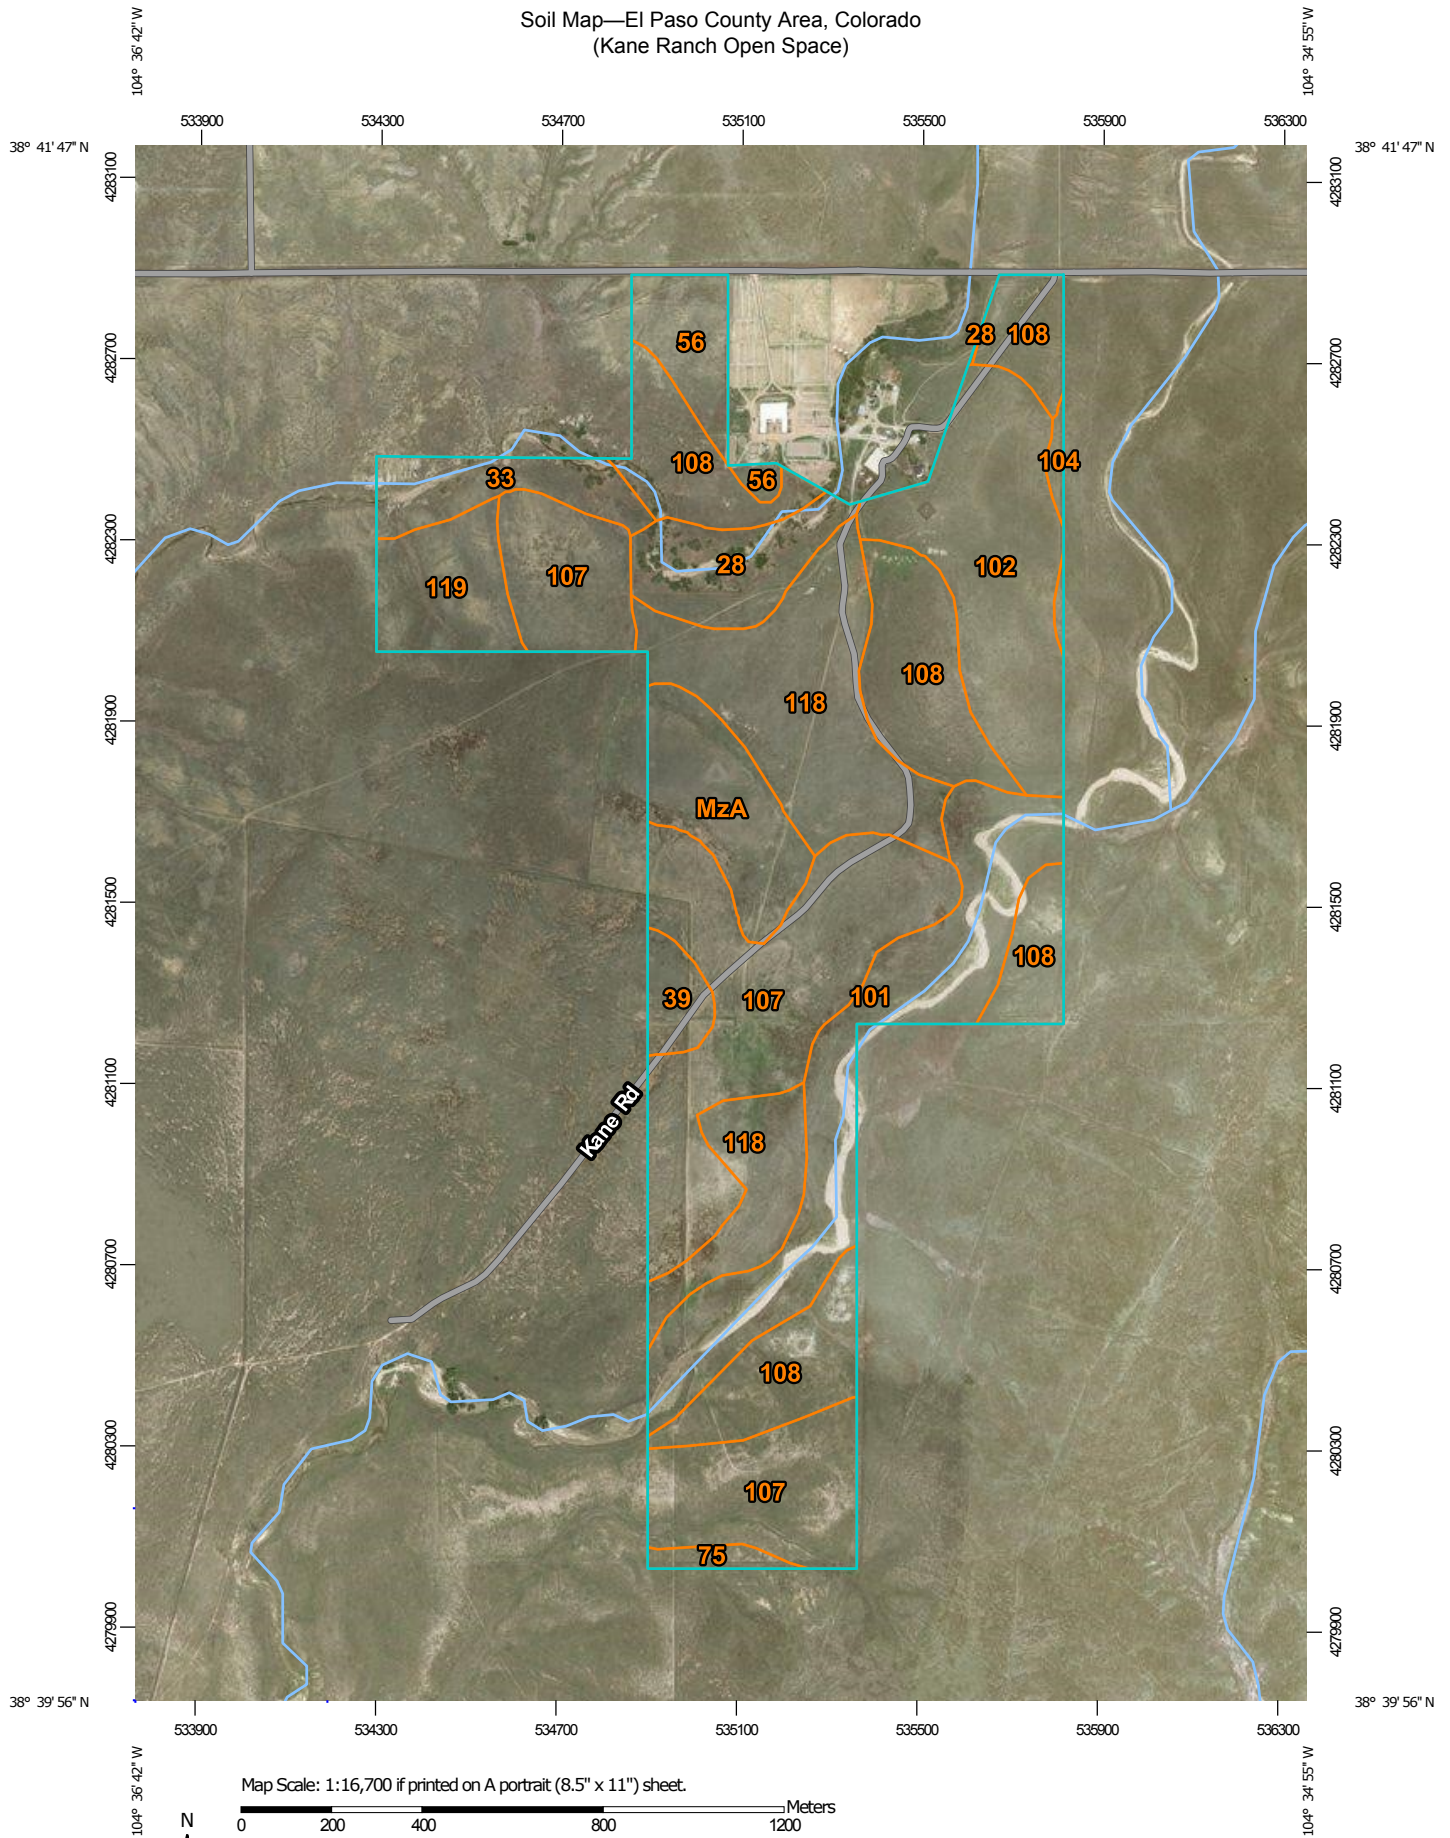 Soil Map—El Paso County Area, Colorado
(Kane Ranch Open Space)
104° 36' 42'' W
104° 34' 55'' W
533900 534300 534700 535100 535500 535900 536300
38° 41' 47'' N
38° 41' 47'' N
4283100
4283100
4282700
4282700
4282300
4282300
4281900
4281900
4281500
4281500
4281100
4281100
4280700
4280700
4280300
4280300
4279900
4279900
56
28
108
108
56
104
33
28
102
119
107
118
108
MzA
108
39
107
101
Kane Rd
118
108
107
75
38° 39' 56'' N
38° 39' 56'' N
533900 534300 534700 535100 535500 535900 536300
104° 36' 42'' W
104° 34' 55'' W
Map Scale: 1:16,700 if printed on A portrait (8.5" x 11") sheet.
N
Meters
0 200 400 800 1200